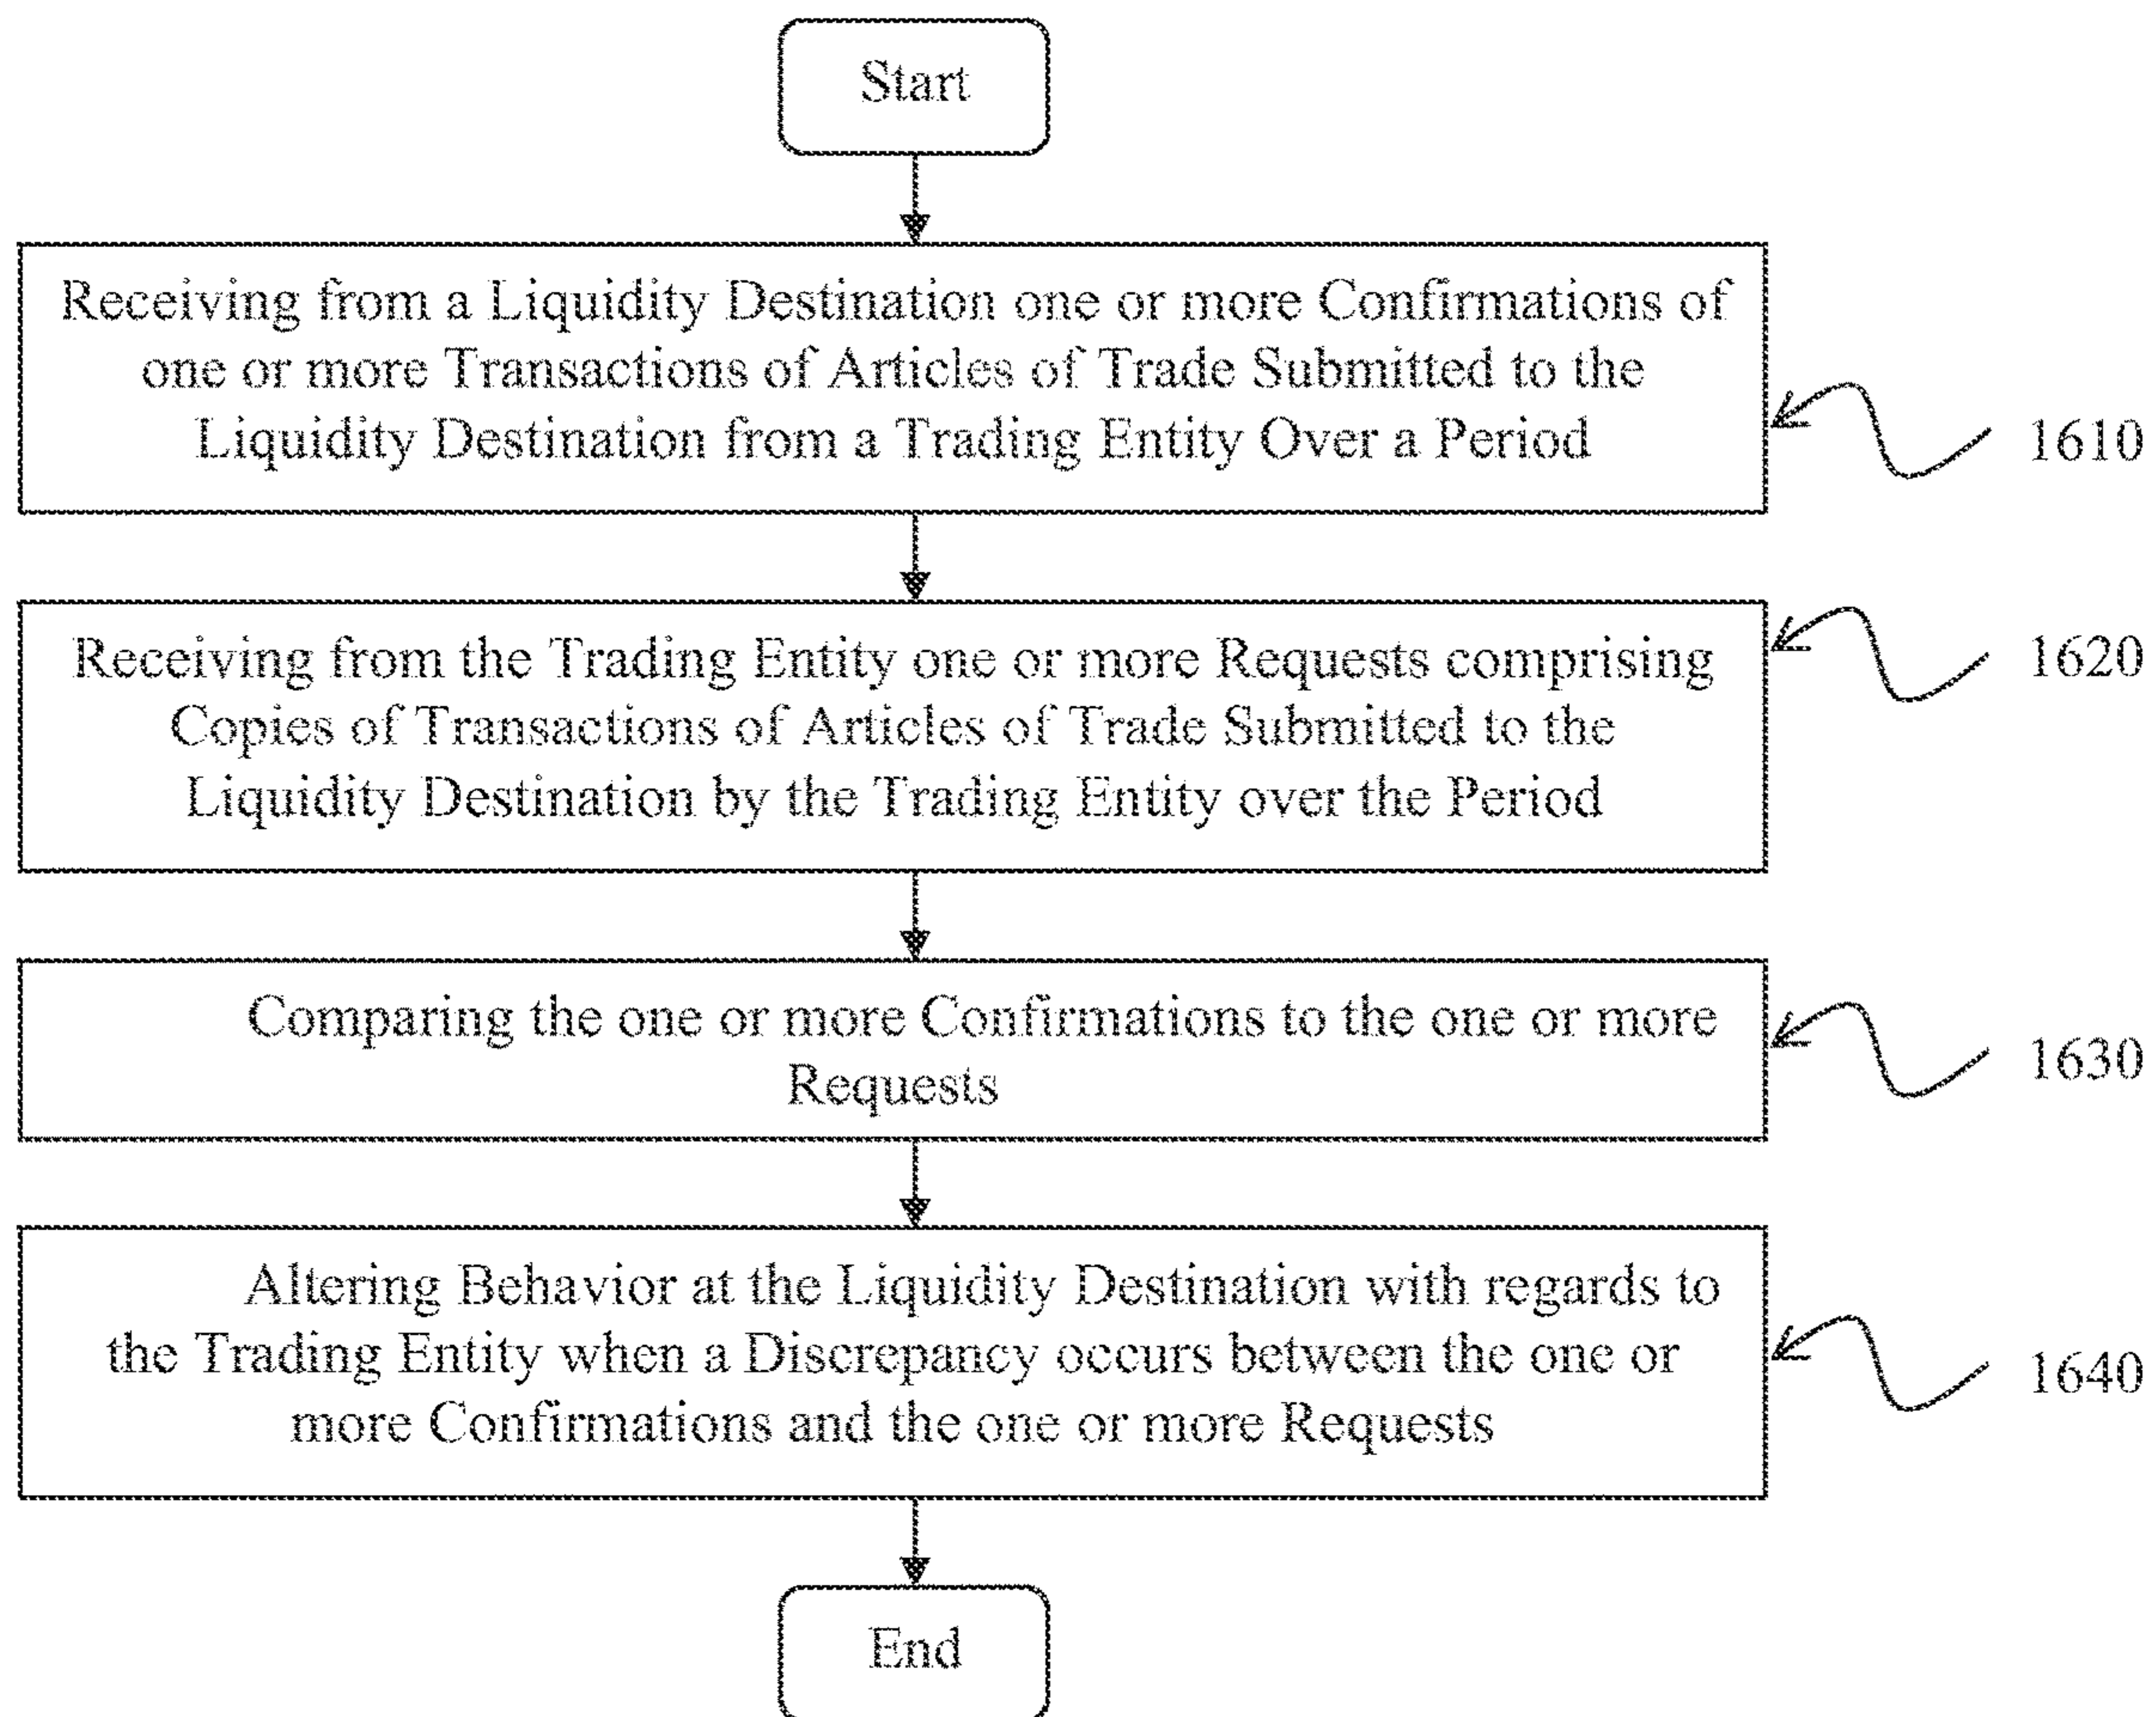 Start
Receiving from a Liquidity Destination one or more Confirmations of
one or more Transactions of Articles of Trade Submitted to the
Liquidity Destination from a Trading Entity Over a Period
1610
Receiving from the Trading Entity one or more Requests comprising
Copies of Transactions of Articles of Trade Submitted to the
Liquidity Destination by the Trading Entity over the Period
1620
Comparing the one or more Confirmations to the one or more
Requests
1630
Altering Behavior at the Liquidity Destination with regards to
the Trading Entity when a Discrepancy occurs between the one or
more Confirmations and the one or more Requests
1640
End